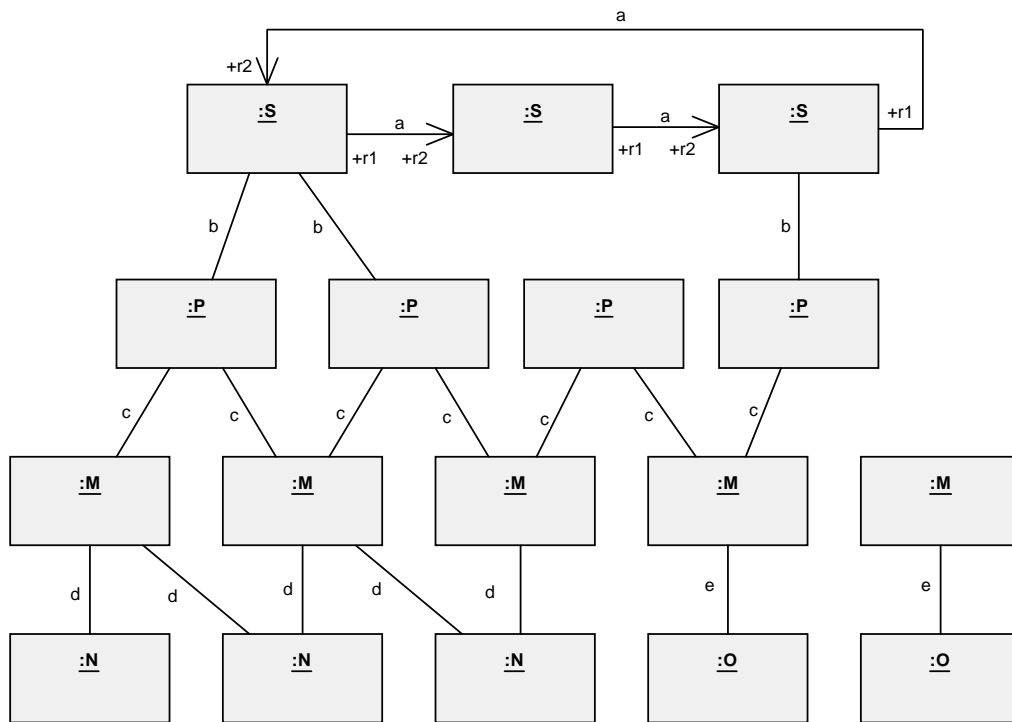 a
+r2
:S
:S
:S
a
a
+r1
+r1
+r2
+r1
+r2
b
b
b
:P
:P
:P
:P
c
c
c
c
c
c
c
:M
:M
:M
:M
:M
d
d
d
d
d
e
e
:N
:N
:N
:O
:O